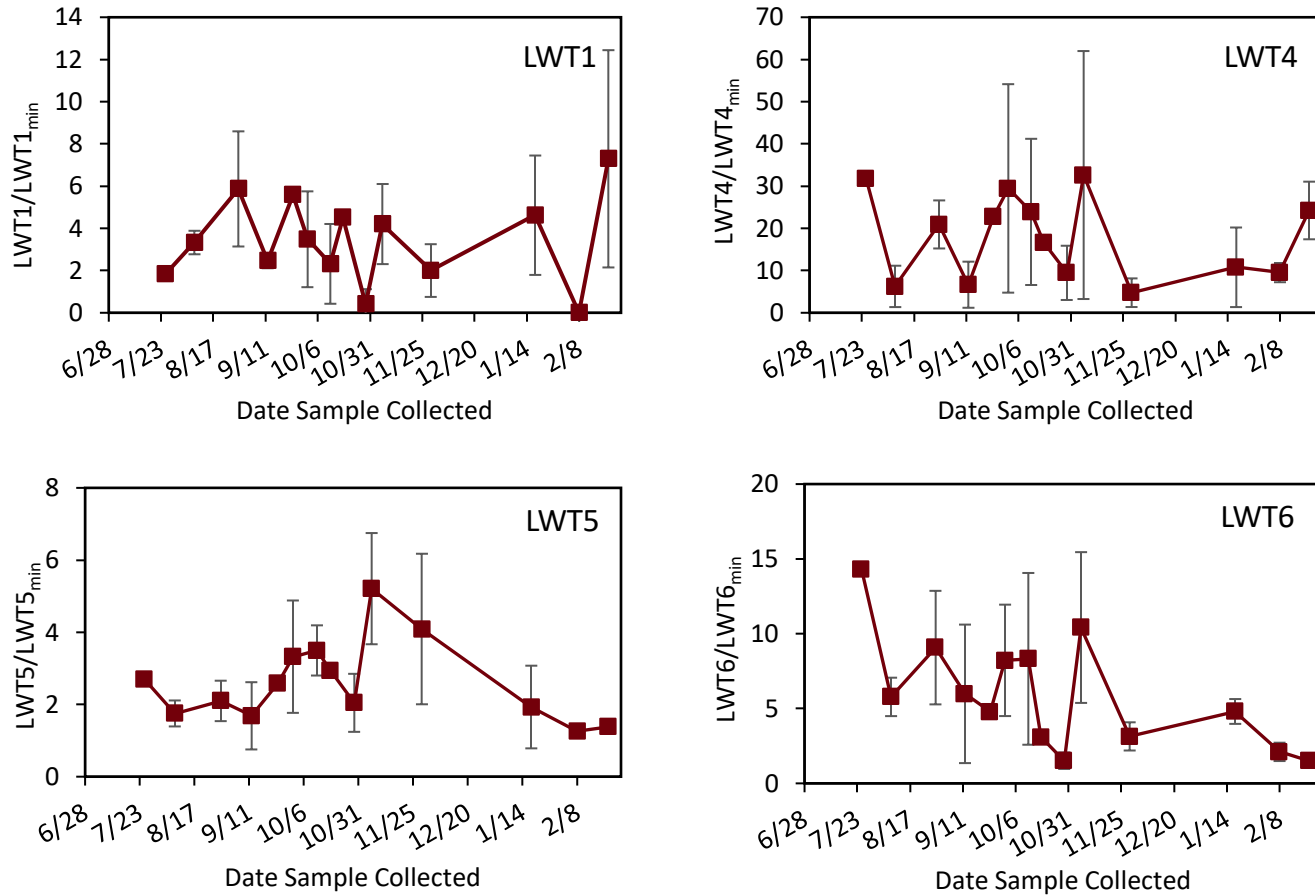 LWT1
LWT1/LWT1min
14
12
10
8
6
4
2
0
6/28 7/23 8/17 9/11 10/6 10/31 11/25 12/20 1/14 2/8
Date Sample Collected
LWT4
LWT4/LWT4min
70
60
50
40
30
20
10
0
6/28 7/23 8/17 9/11 10/6 10/31 11/25 12/20 1/14 2/8
Date Sample Collected
LWT5
LWT5/LWT5min
8
6
4
2
0
6/28 7/23 8/17 9/11 10/6 10/31 11/25 12/20 1/14 2/8
Date Sample Collected
LWT6
LWT6/LWT6min
20
15
10
5
0
6/28 7/23 8/17 9/11 10/6 10/31 11/25 12/20 1/14 2/8
Date Sample Collected